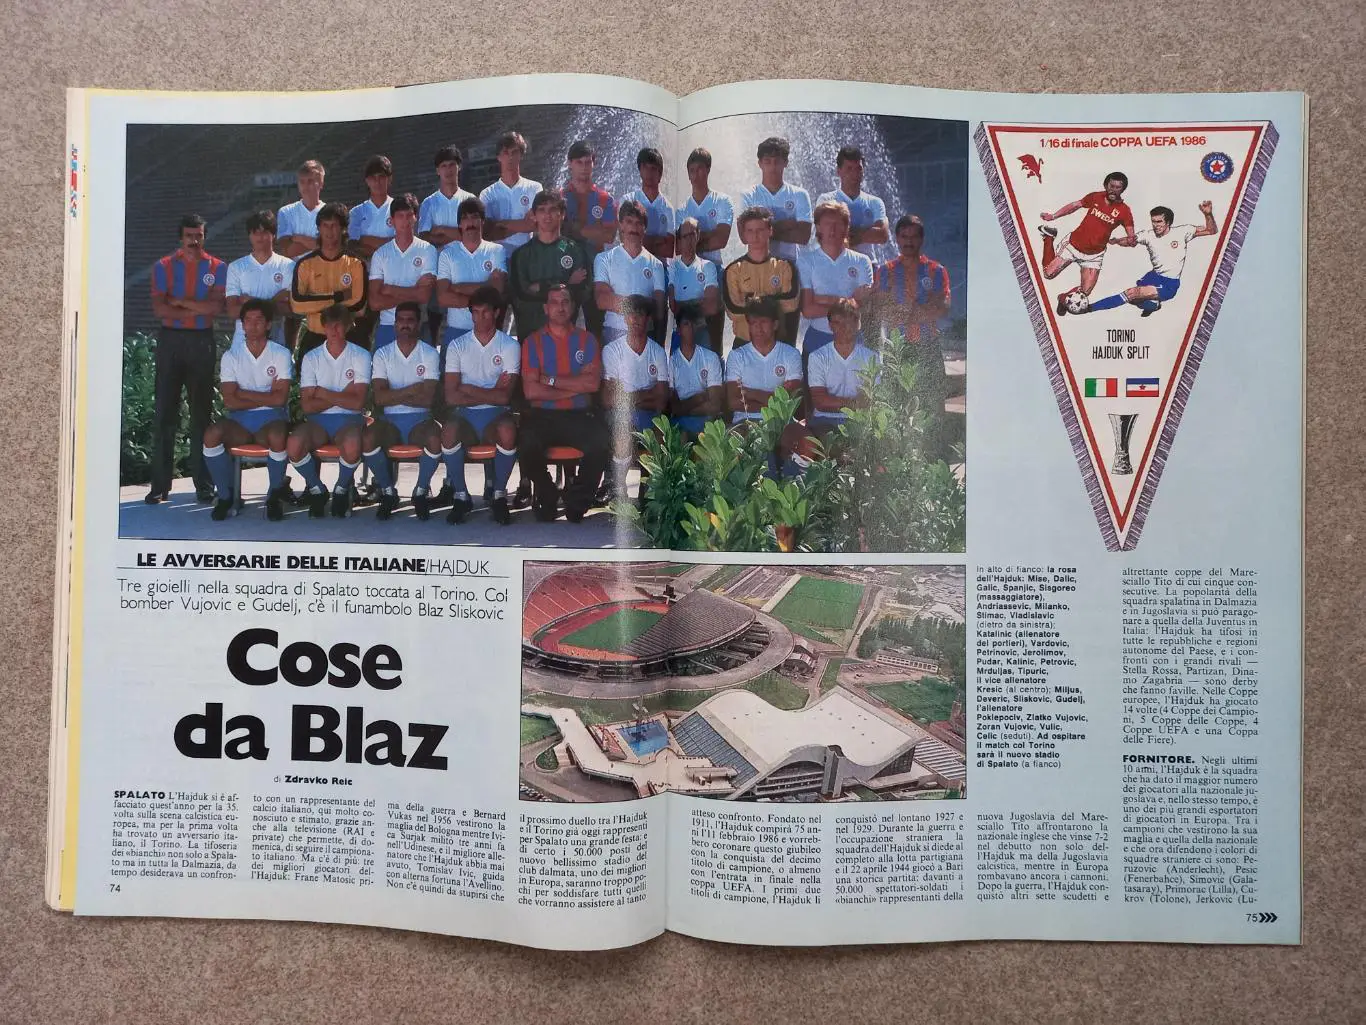 1/16 di finale COPPA UEFA 1986
SWEDA
TORINO
HAJDUK SPLIT
LE AVVERSARIE DELLE ITALIANE/HAJDUK
Tre gioielli nella squadra di Spalato toccata al Torino. Col
bomber Vujovic e Gudelj, c'è il funambolo Blaz Sliskovic
Cose
da Blaz
di Zdravko Reic
SPALATO L'Hajduk si è af-
facciato quest'anno per la 35.
volta sulla scena calcistica eu-
ropea, ma per la prima volta
ha trovato un avversario ita-
liano, il Torino. La tifoseria
dei «bianchi» non solo a Spala-
to ma in tutta la Dalmazia, da
tempo desiderava un confron-
to con un rappresentante del
calcio italiano, qui molto co-
nosciuto e stimato, grazie an-
che alla televisione (RAI e
private) che permette, di do-
menica, di seguire il campiona-
to italiano. Ma c'è di più: tre
dei migliori giocatori del-
l'Hajduk: Frane Matosic pri-
ma della guerra e Bernard
Vukas nel 1956 vestirono la
maglia del Bologna mentre Ivi-
ca Surjak militò tre anni fa
nell'Udinese, e il migliore alle-
natore che l'Hajduk abbia mai
avuto, Tomislav Ivic, guida
con alterna fortuna l'Avellino.
Non c'è quindi da stupirsi che
il prossimo duello tra l'Hajduk
e il Torino già oggi rappresenti
per Spalato una grande festa: e
di certo i 50.000 posti del
nuovo bellissimo stadio del
club dalmata, uno dei migliori
in Europa, saranno troppo po-
chi per soddisfare tutti quelli
che vorranno assistere al tanto
atteso confronto. Fondato nel
1911, l'Hajduk compirà 75 an-
ni l'11 febbraio 1986 e vorreb-
bero coronare questo giubileo
con la conquista del decimo
titolo di campione, o almeno
con l'entrata in finale nella
coppa UEFA. I primi due
titoli di campione, l'Hajduk li
conquistò nel lontano 1927 e
nel 1929. Durante la guerra e
l'occupazione straniera la
squadra dell'Hajduk si diede al
completo alla lotta partigiana
e il 22 aprile 1944 giocò a Bari
una storica partita: davanti a
50.000 spettatori-soldati i
«bianchi» rappresentanti della
nuova Jugoslavia del Mare-
sciallo Tito affrontarono la
nazionale inglese che vinse 7-2
nel debutto non solo del-
l'Hajduk ma della Jugoslavia
calcistica, mentre in Europa
rombavano ancora i cannoni.
Dopo la guerra, l'Hajduk con-
quistò altri sette scudetti e
In alto di fianco: la rosa
dell'Hajduk: Mise, Dalic,
Galic, Spanjic, Sisgoreo
(massaggiatore),
Andriassevic, Milanko,
Stimac, Vladislavic
(dietro da sinistra);
Katalinic (allenatore
dei portieri), Vardovic,
Petrinovic, Jerolimov,
Pudar, Kalinic, Petrovic,
Mrduljas, Tipuric,
il vice allenatore
Kresic (al centro); Miljus,
Deveric, Sliskovic, Gudelj,
l'allenatore
Poklepociv, Zlatko Vujovic,
Zoran Vujovic, Vulic,
Celic (seduti). Ad ospitare
il match col Torino
sarà il nuovo stadio
di Spalato (a fianco)
altrettante coppe del Mare-
sciallo Tito di cui cinque con-
secutive. La popolarità della
squadra spalatina in Dalmazia
e in Jugoslavia si può parago-
nare a quella della Juventus in
Italia: l'Hajduk ha tifosi in
tutte le repubbliche e regioni
autonome del Paese, e i con-
fronti con i grandi rivali —
Stella Rossa, Partizan, Dina-
mo Zagabria — sono derby
che fanno faville. Nelle Coppe
europee, l'Hajduk ha giocato
14 volte (4 Coppe dei Campio-
ni, 5 Coppe delle Coppe, 4
Coppe UEFA e una Coppa
delle Fiere).
FORNITORE. Negli ultimi
10 anni, l'Hajduk è la squadra
che ha dato il maggior numero
dei giocatori alla nazionale ju-
goslava e, nello stesso tempo, è
uno dei più grandi esportatori
di giocatori in Europa. Tra i
campioni che vestirono la sua
maglia e quella della nazionale
e che ora difendono i colori di
squadre straniere ci sono: Pe-
ruzovic (Anderlecht), Pesic
(Fenerbahce), Simovic (Gala-
tasaray), Primorac (Lilla), Cu-
krov (Tolone), Jerkovic (Lu-
74
75